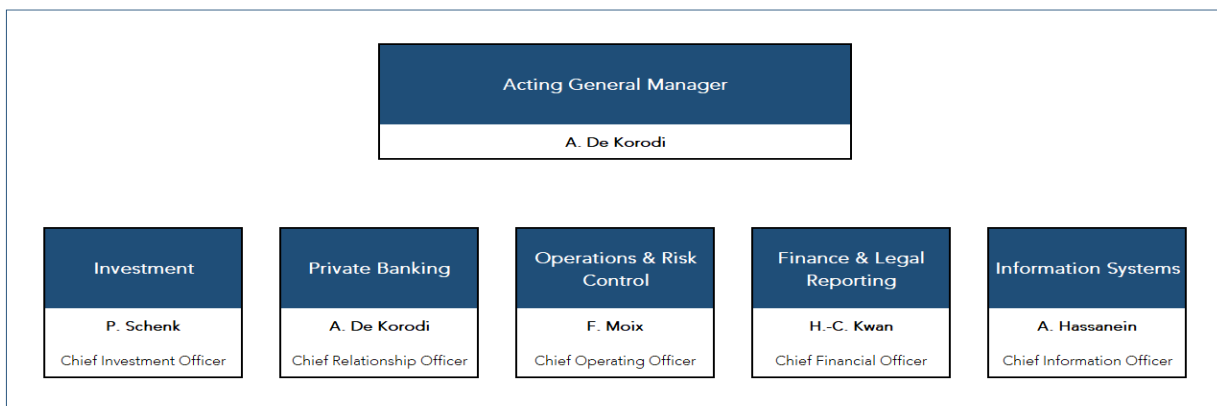 Acting General Manager
A. De Korodi
Investment
P. Schenk
Chief Investment Officer
Private Banking
A. De Korodi
Chief Relationship Officer
Operations & Risk
Control
F. Moix
Chief Operating Officer
Finance & Legal
Reporting
H.-C. Kwan
Chief Financial Officer
Information Systems
A. Hassanein
Chief Information Officer